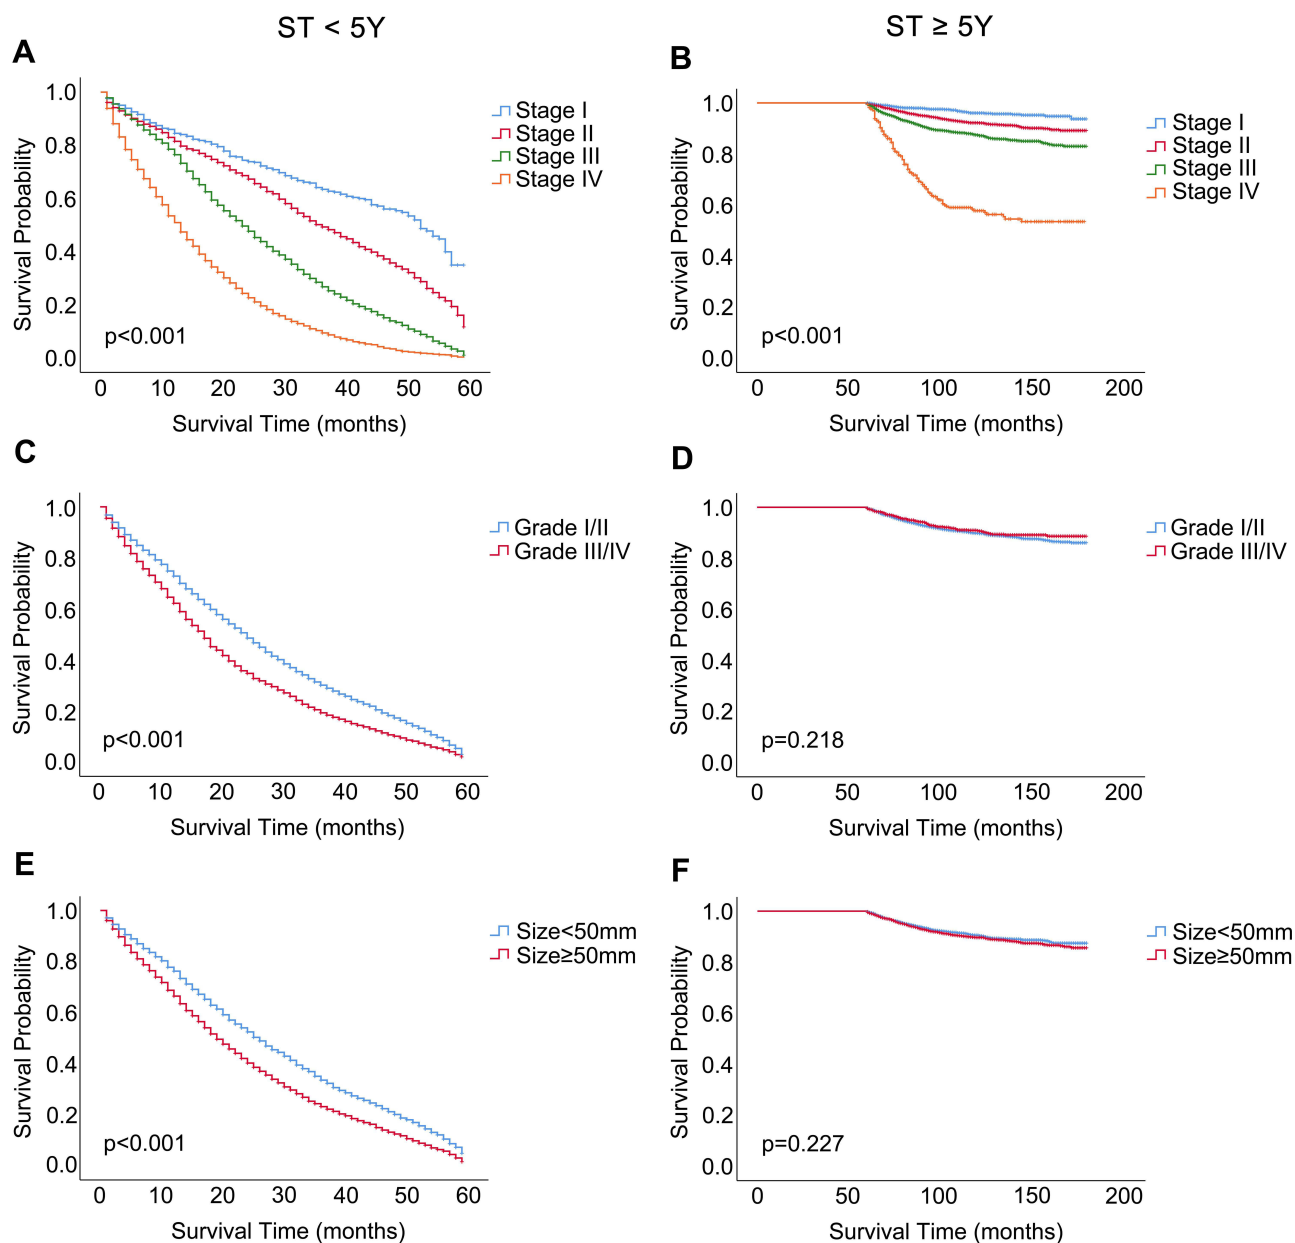 ST < 5Y
ST ≥ 5Y
A
Survival Probability
1.0
0.8
0.6
0.4
0.2
0.0
p<0.001
0 10 20 30 40 50 60
Survival Time (months)
Stage I
Stage II
Stage III
Stage IV
B
Survival Probability
1.0
0.8
0.6
0.4
0.2
0.0
p<0.001
0 50 100 150 200
Survival Time (months)
Stage I
Stage II
Stage III
Stage IV
C
Survival Probability
1.0
0.8
0.6
0.4
0.2
0.0
p<0.001
0 10 20 30 40 50 60
Survival Time (months)
Grade I/II
Grade III/IV
D
Survival Probability
1.0
0.8
0.6
0.4
0.2
0.0
p=0.218
0 50 100 150 200
Survival Time (months)
Grade I/II
Grade III/IV
E
Survival Probability
1.0
0.8
0.6
0.4
0.2
0.0
p<0.001
0 10 20 30 40 50 60
Survival Time (months)
Size<50mm
Size≥50mm
F
Survival Probability
1.0
0.8
0.6
0.4
0.2
0.0
p=0.227
0 50 100 150 200
Survival Time (months)
Size<50mm
Size≥50mm